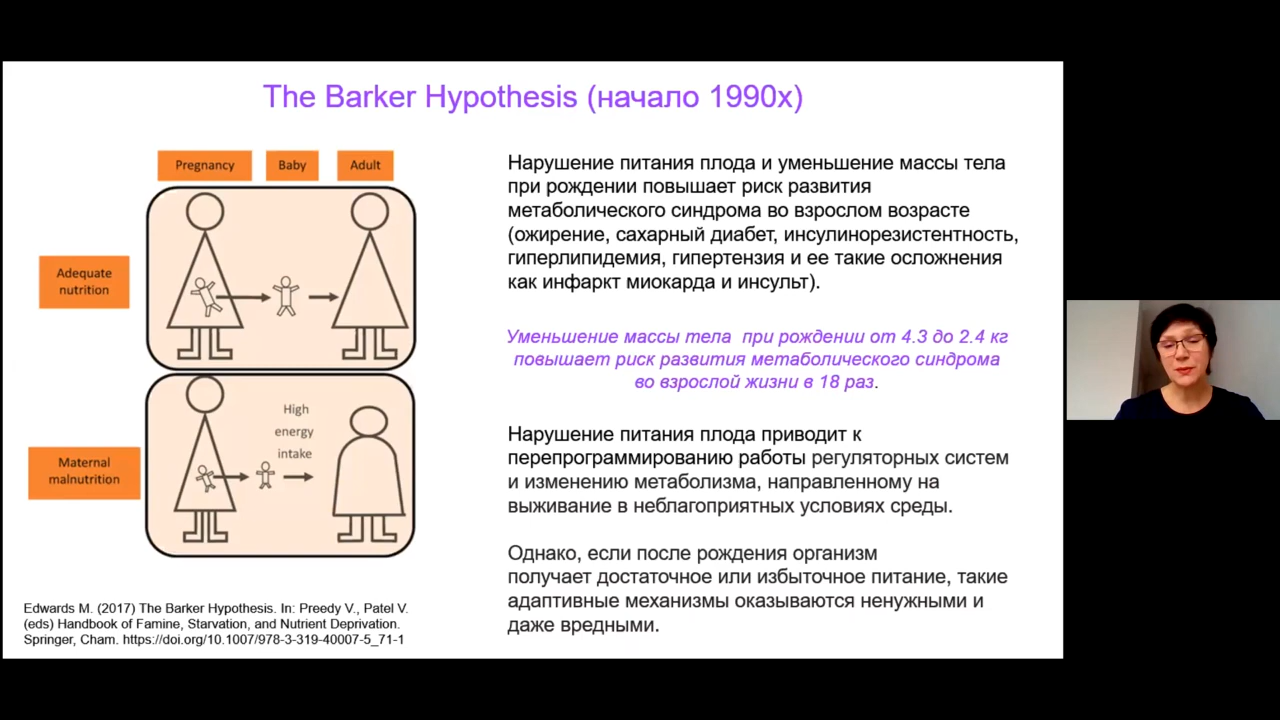 The Barker Hypothesis (начало 1990х)
Pregnancy
Baby
Adult
Adequate
nutrition
High
energy
intake
Maternal
malnutrition
Edwards M. (2017) The Barker Hypothesis. In: Preedy V., Patel V.
(eds) Handbook of Famine, Starvation, and Nutrient Deprivation.
Springer, Cham. https://doi.org/10.1007/978-3-319-40007-5_71-1
Нарушение питания плода и уменьшение массы тела
при рождении повышает риск развития
метаболического синдрома во взрослом возрасте
(ожирение, сахарный диабет, инсулинорезистентность,
гиперлипидемия, гипертензия и ее такие осложнения
как инфаркт миокарда и инсульт).
Уменьшение массы тела при рождении от 4.3 до 2.4 кг
повышает риск развития метаболического синдрома
во взрослой жизни в 18 раз.
Нарушение питания плода приводит к
перепрограммированию работы регуляторных систем
и изменению метаболизма, направленному на
выживание в неблагоприятных условиях среды.
Однако, если после рождения организм
получает достаточное или избыточное питание, такие
адаптивные механизмы оказываются ненужными и
даже вредными.